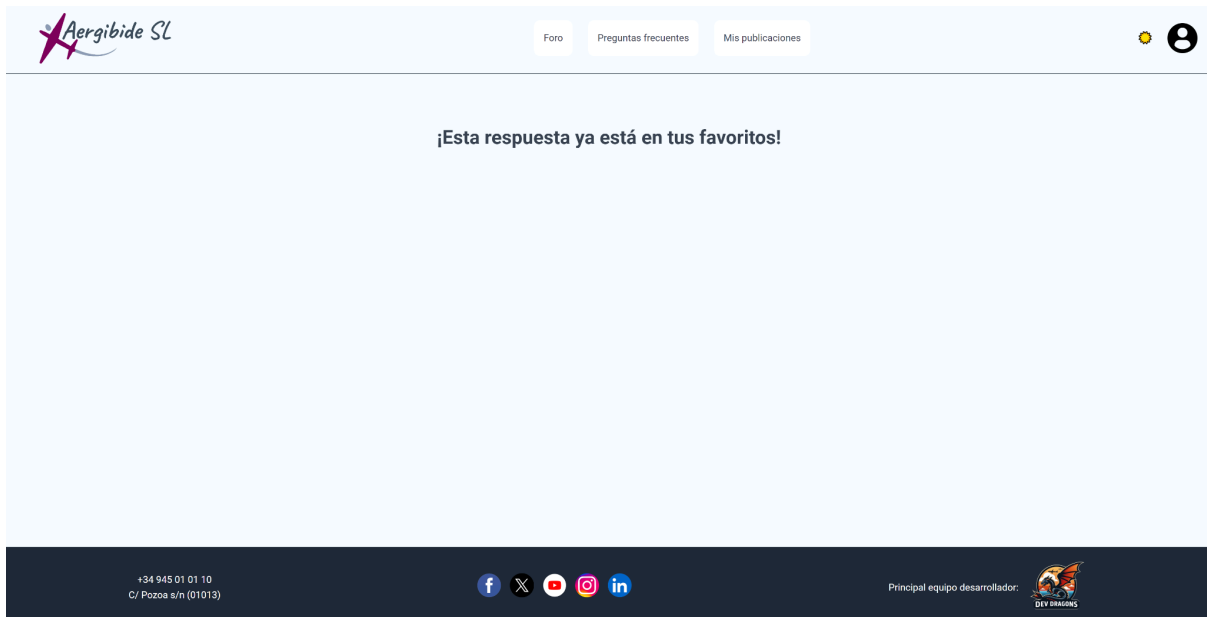 Aergibide SL
Foro
Preguntas frecuentes
Mis publicaciones
¡Esta respuesta ya está en tus favoritos!
+34 945 01 01 10
C/ Pozoa s/n (01013)
Principal equipo desarrollador:
DEV DRAGONS